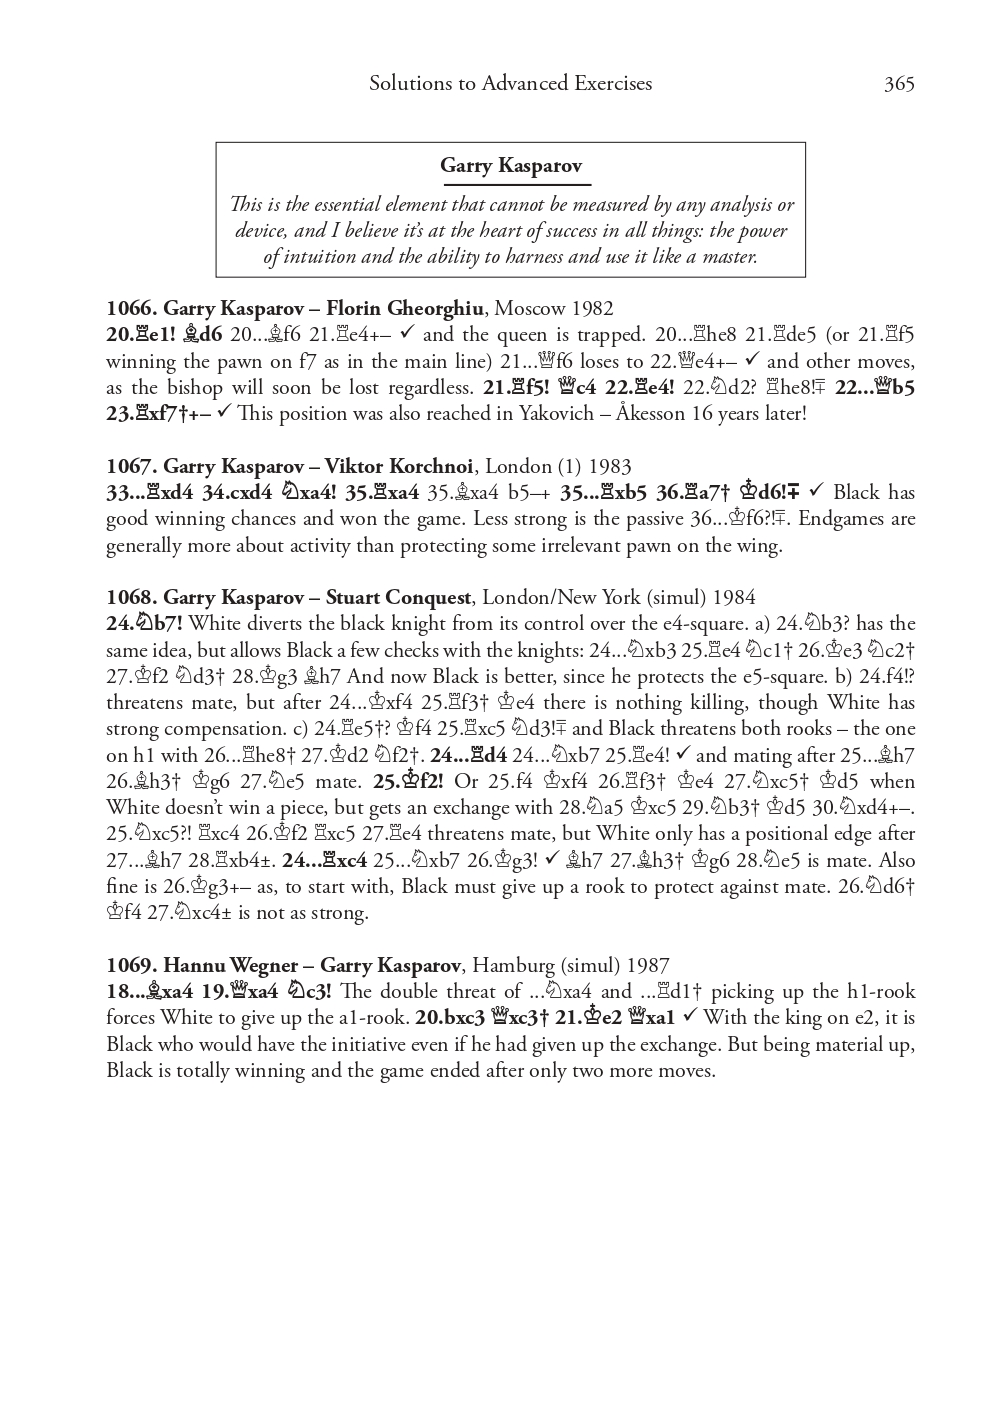 Solutions to Advanced Exercises 365
Garry Kasparov
This is the essential element that cannot be measured by any analysis or
device, and I believe it's at the heart of success in all things: the power
of intuition and the ability to harness and use it like a master.
1066. Garry Kasparov – Florin Gheorghiu, Moscow 1982
20.♖e1! ♗d6 20...♗f6 21.♖e4+– ✓ and the queen is trapped. 20...♖he8 21.♖de5 (or 21.♖f5
winning the pawn on f7 as in the main line) 21...♕f6 loses to 22.♕e4+– ✓ and other moves,
as the bishop will soon be lost regardless. 21.♖f5! ♕c4 22.♖e4! 22.♘d2? ♖he8!⩱ 22...♕b5
23.♖xf7†+– ✓ This position was also reached in Yakovich – Åkesson 16 years later!
1067. Garry Kasparov – Viktor Korchnoi, London (1) 1983
33...♖xd4 34.cxd4 ♘xa4! 35.♖xa4 35.♗xa4 b5–+ 35...♖xb5 36.♖a7† ♔d6!∓ ✓ Black has
good winning chances and won the game. Less strong is the passive 36...♔f6?!⩱. Endgames are
generally more about activity than protecting some irrelevant pawn on the wing.
1068. Garry Kasparov – Stuart Conquest, London/New York (simul) 1984
24.♘b7! White diverts the black knight from its control over the e4-square. a) 24.♘b3? has the
same idea, but allows Black a few checks with the knights: 24...♘xb3 25.♖e4 ♘c1† 26.♔e3 ♘c2†
27.♔f2 ♘d3† 28.♔g3 ♗h7 And now Black is better, since he protects the e5-square. b) 24.f4!?
threatens mate, but after 24...♔xf4 25.♖f3† ♔e4 there is nothing killing, though White has
strong compensation. c) 24.♖e5†? ♔f4 25.♖xc5 ♘d3!⩱ and Black threatens both rooks – the one
on h1 with 26...♖he8† 27.♔d2 ♘f2†. 24...♖d4 24...♘xb7 25.♖e4! ✓ and mating after 25...♗h7
26.♗h3† ♔g6 27.♘e5 mate. 25.♔f2! Or 25.f4 ♔xf4 26.♖f3† ♔e4 27.♘xc5† ♔d5 when
White doesn't win a piece, but gets an exchange with 28.♘a5 ♔xc5 29.♘b3† ♔d5 30.♘xd4+–.
25.♘xc5?! ♖xc4 26.♔f2 ♖xc5 27.♖e4 threatens mate, but White only has a positional edge after
27...♗h7 28.♖xb4±. 24...♖xc4 25...♘xb7 26.♔g3! ✓ ♗h7 27.♗h3† ♔g6 28.♘e5 is mate. Also
fine is 26.♔g3+– as, to start with, Black must give up a rook to protect against mate. 26.♘d6†
♔f4 27.♘xc4± is not as strong.
1069. Hannu Wegner – Garry Kasparov, Hamburg (simul) 1987
18...♗xa4 19.♕xa4 ♘c3! The double threat of ...♘xa4 and ...♖d1† picking up the h1-rook
forces White to give up the a1-rook. 20.bxc3 ♕xc3† 21.♔e2 ♕xa1 ✓ With the king on e2, it is
Black who would have the initiative even if he had given up the exchange. But being material up,
Black is totally winning and the game ended after only two more moves.